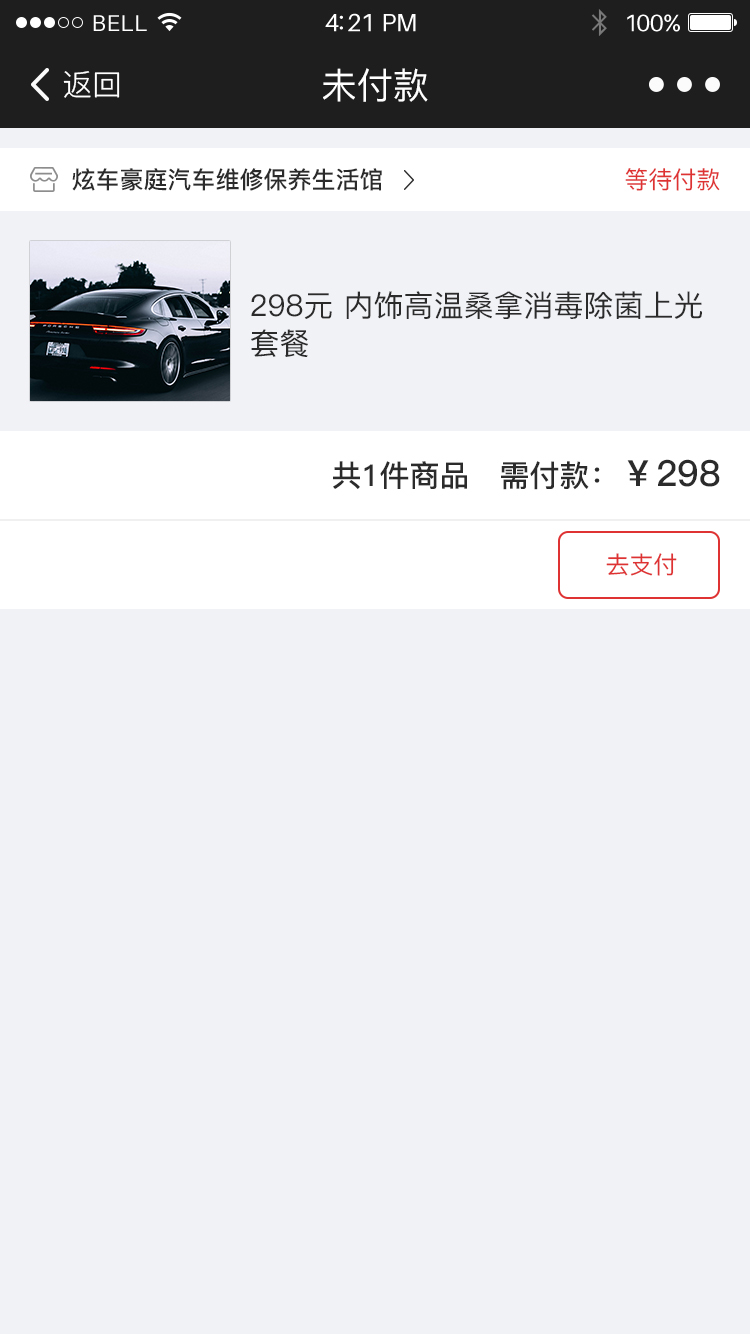 BELL 4:21 PM 100%
返回 未付款
炫车豪庭汽车维修保养生活馆 等待付款
PORSCHE
298元 内饰高温桑拿消毒除菌上光
套餐
共1件商品 需付款： ￥298
去支付